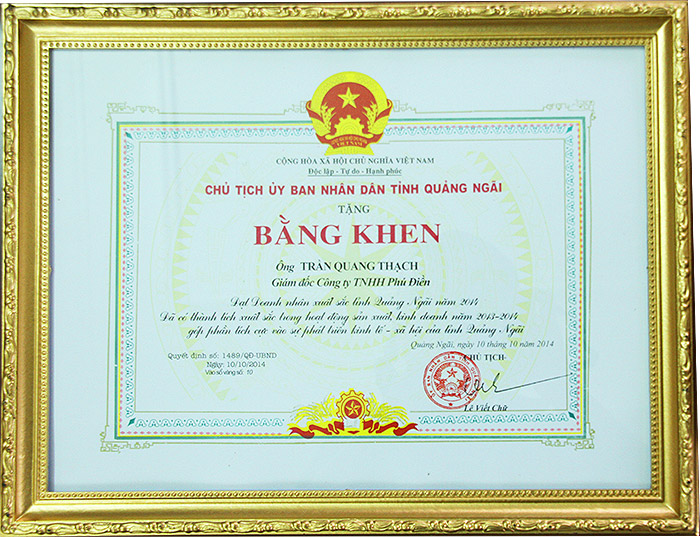 CỘNG HÒA XÃ HỘI CHỦ NGHĨA VIỆT NAM
Độc lập - Tự do - Hạnh phúc
CHỦ TỊCH ỦY BAN NHÂN DÂN TỈNH QUẢNG NGÃI
TẶNG
BẰNG KHEN
Ông TRẦN QUANG THẠCH
Giám đốc Công ty TNHH Phú Điền
Đạt Doanh nhân xuất sắc tỉnh Quảng Ngãi năm 2014
Đã có thành tích xuất sắc trong hoạt động sản xuất, kinh doanh năm 2013-2014
góp phần tích cực vào sự phát triển kinh tế - xã hội của tỉnh Quảng Ngãi
Quảng Ngãi, ngày 10 tháng 10 năm 2014
Quyết định số: 1489/QĐ-UBND
Ngày: 10/10/2014
Vào sổ vàng số: 10
CHỦ TỊCH
Lê Viết Chữ